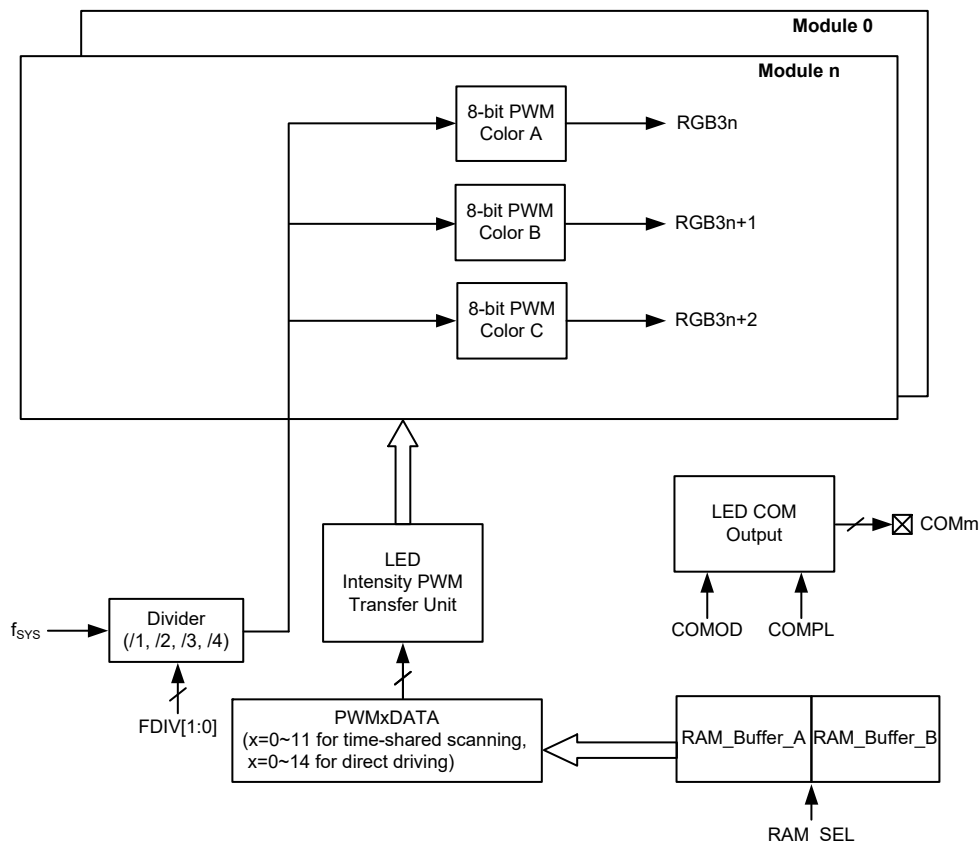 Module 0
Module n
8-bit PWM
Color A
RGB3n
8-bit PWM
Color B
RGB3n+1
8-bit PWM
Color C
RGB3n+2
LED COM
Output
COMm
COMOD
COMPL
LED
Intensity PWM
Transfer Unit
fSYS
Divider
(/1, /2, /3, /4)
FDIV[1:0]
PWMxDATA
(x=0~11 for time-shared scanning,
x=0~14 for direct driving)
RAM_Buffer_A
RAM_Buffer_B
RAM_SEL